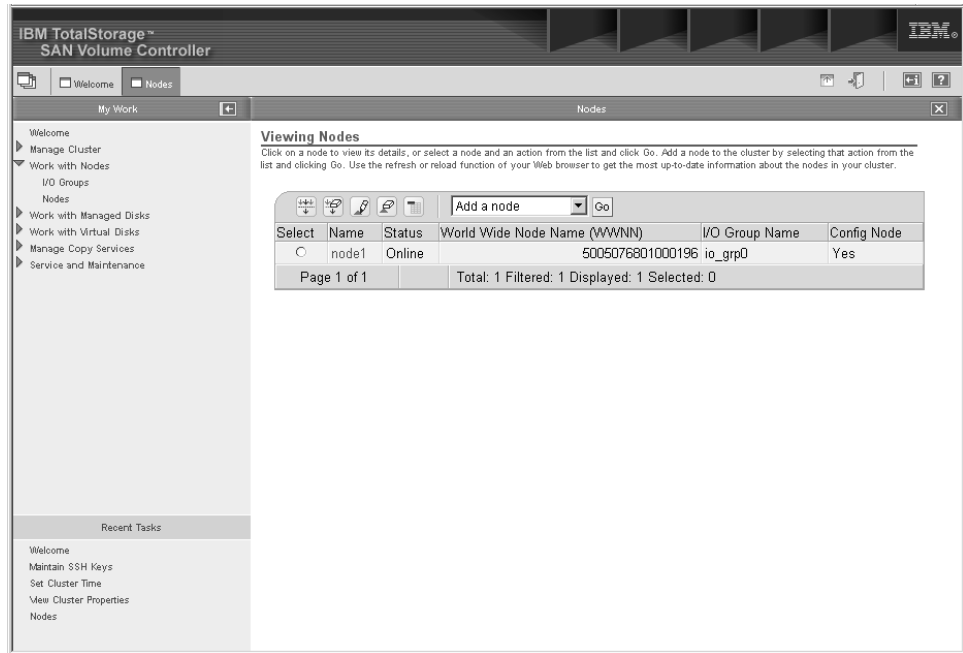 IBM TotalStorage™
SAN Volume Controller
IBM®
Welcome
Nodes
My Work
Nodes
Welcome
Manage Cluster
Work with Nodes
I/O Groups
Nodes
Work with Managed Disks
Work with Virtual Disks
Manage Copy Services
Service and Maintenance
Viewing Nodes
Click on a node to view its details, or select a node and an action from the list and click Go. Add a node to the cluster by selecting that action from the
list and clicking Go. Use the refresh or reload function of your Web browser to get the most up-to-date information about the nodes in your cluster.
Add a node
Go
Select Name Status World Wide Node Name (WWNN) I/O Group Name Config Node
node1 Online 5005076801000196 io_grp0 Yes
Page 1 of 1 Total: 1 Filtered: 1 Displayed: 1 Selected: 0
Recent Tasks
Welcome
Maintain SSH Keys
Set Cluster Time
View Cluster Properties
Nodes